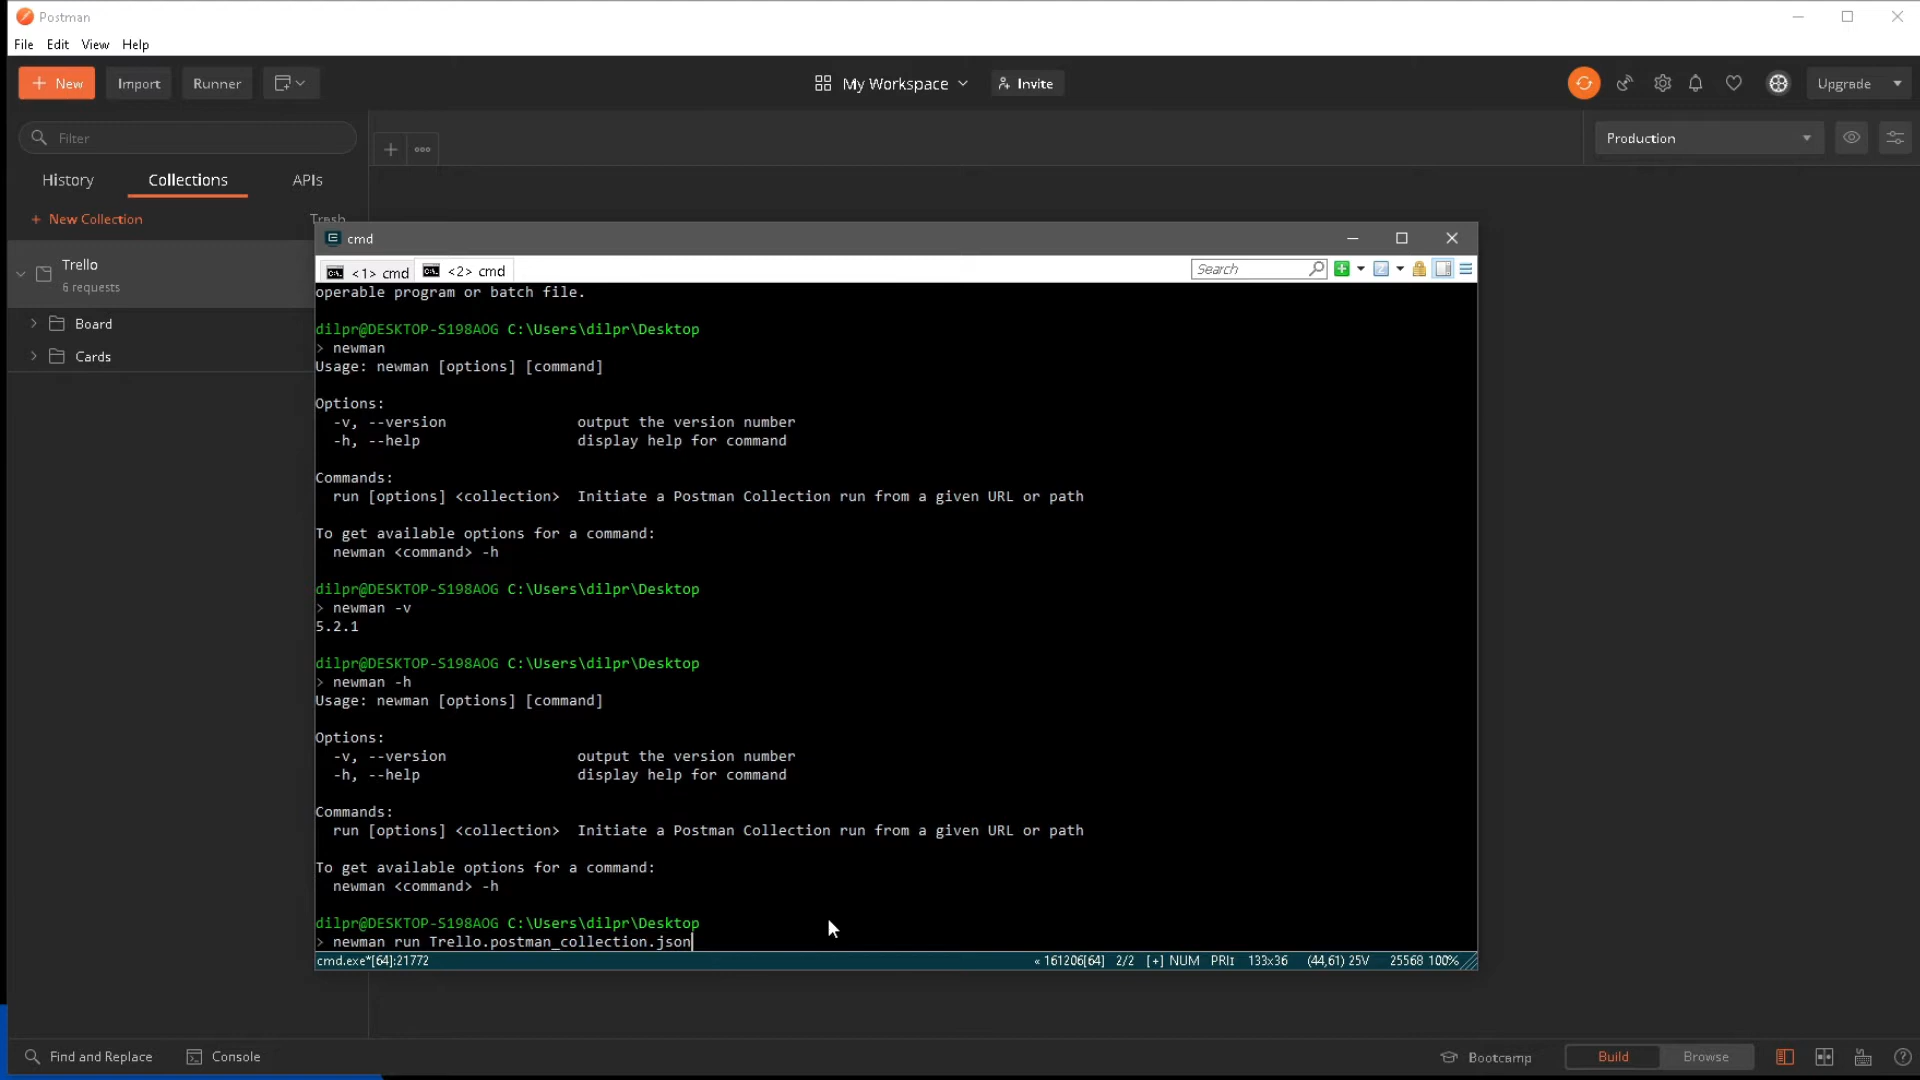 Postman
File Edit View Help
+ New Import Runner My Workspace Invite Upgrade
Filter Production
History Collections APIs
+ New Collection Trash
Trello
6 requests
Board
Cards
cmd
<1> cmd <2> cmd Search
operable program or batch file.
dilpr@DESKTOP-S198AOG C:\Users\dilpr\Desktop
> newman
Usage: newman [options] [command]
Options:
-v, --version output the version number
-h, --help display help for command
Commands:
run [options] <collection> Initiate a Postman Collection run from a given URL or path
To get available options for a command:
newman <command> -h
dilpr@DESKTOP-S198AOG C:\Users\dilpr\Desktop
> newman -v
5.2.1
dilpr@DESKTOP-S198AOG C:\Users\dilpr\Desktop
> newman -h
Usage: newman [options] [command]
Options:
-v, --version output the version number
-h, --help display help for command
Commands:
run [options] <collection> Initiate a Postman Collection run from a given URL or path
To get available options for a command:
newman <command> -h
dilpr@DESKTOP-S198AOG C:\Users\dilpr\Desktop
> newman run Trello.postman_collection.json
cmd.exe*[64]:21772 « 161206[64] 2/2 [+] NUM PRI↕ 133x36 (44,61) 25V 25568 100%
Find and Replace Console Bootcamp Build Browse